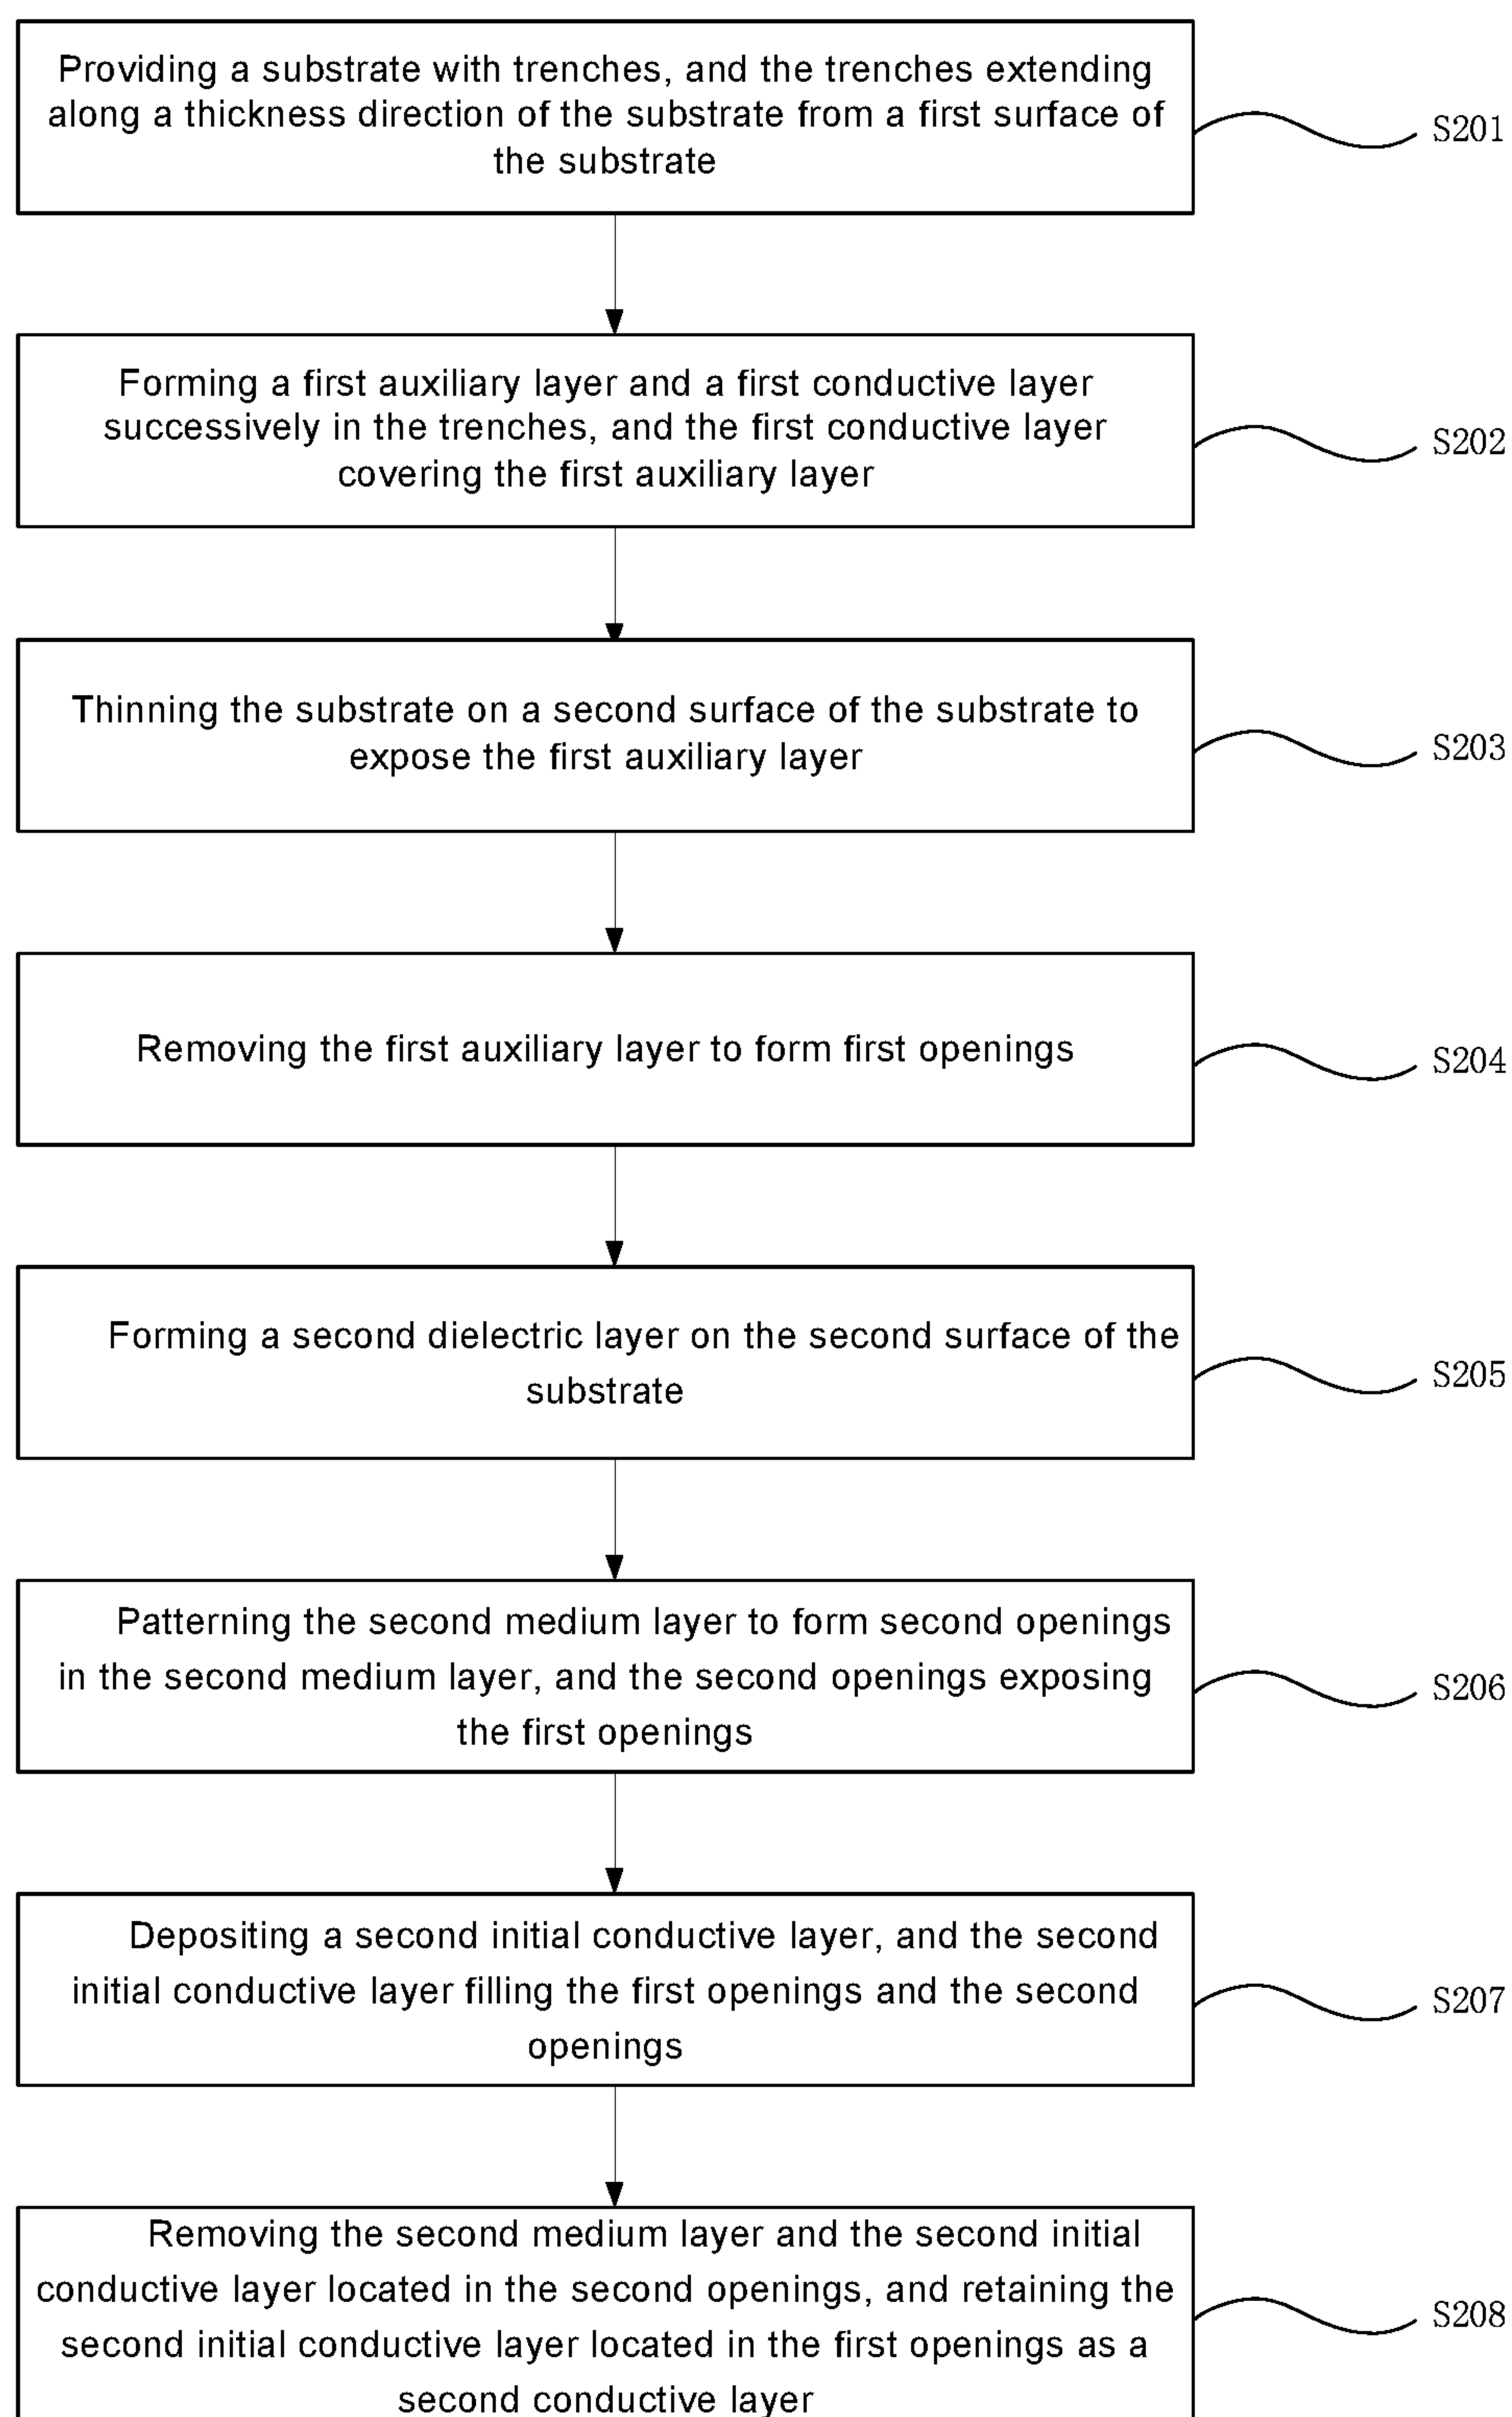 Providing a substrate with trenches, and the trenches extending
along a thickness direction of the substrate from a first surface of
the substrate
S201
Forming a first auxiliary layer and a first conductive layer
successively in the trenches, and the first conductive layer
covering the first auxiliary layer
S202
Thinning the substrate on a second surface of the substrate to
expose the first auxiliary layer
S203
Removing the first auxiliary layer to form first openings
S204
Forming a second dielectric layer on the second surface of the
substrate
S205
Patterning the second medium layer to form second openings
in the second medium layer, and the second openings exposing
the first openings
S206
Depositing a second initial conductive layer, and the second
initial conductive layer filling the first openings and the second
openings
S207
Removing the second medium layer and the second initial
conductive layer located in the second openings, and retaining the
second initial conductive layer located in the first openings as a
second conductive layer
S208